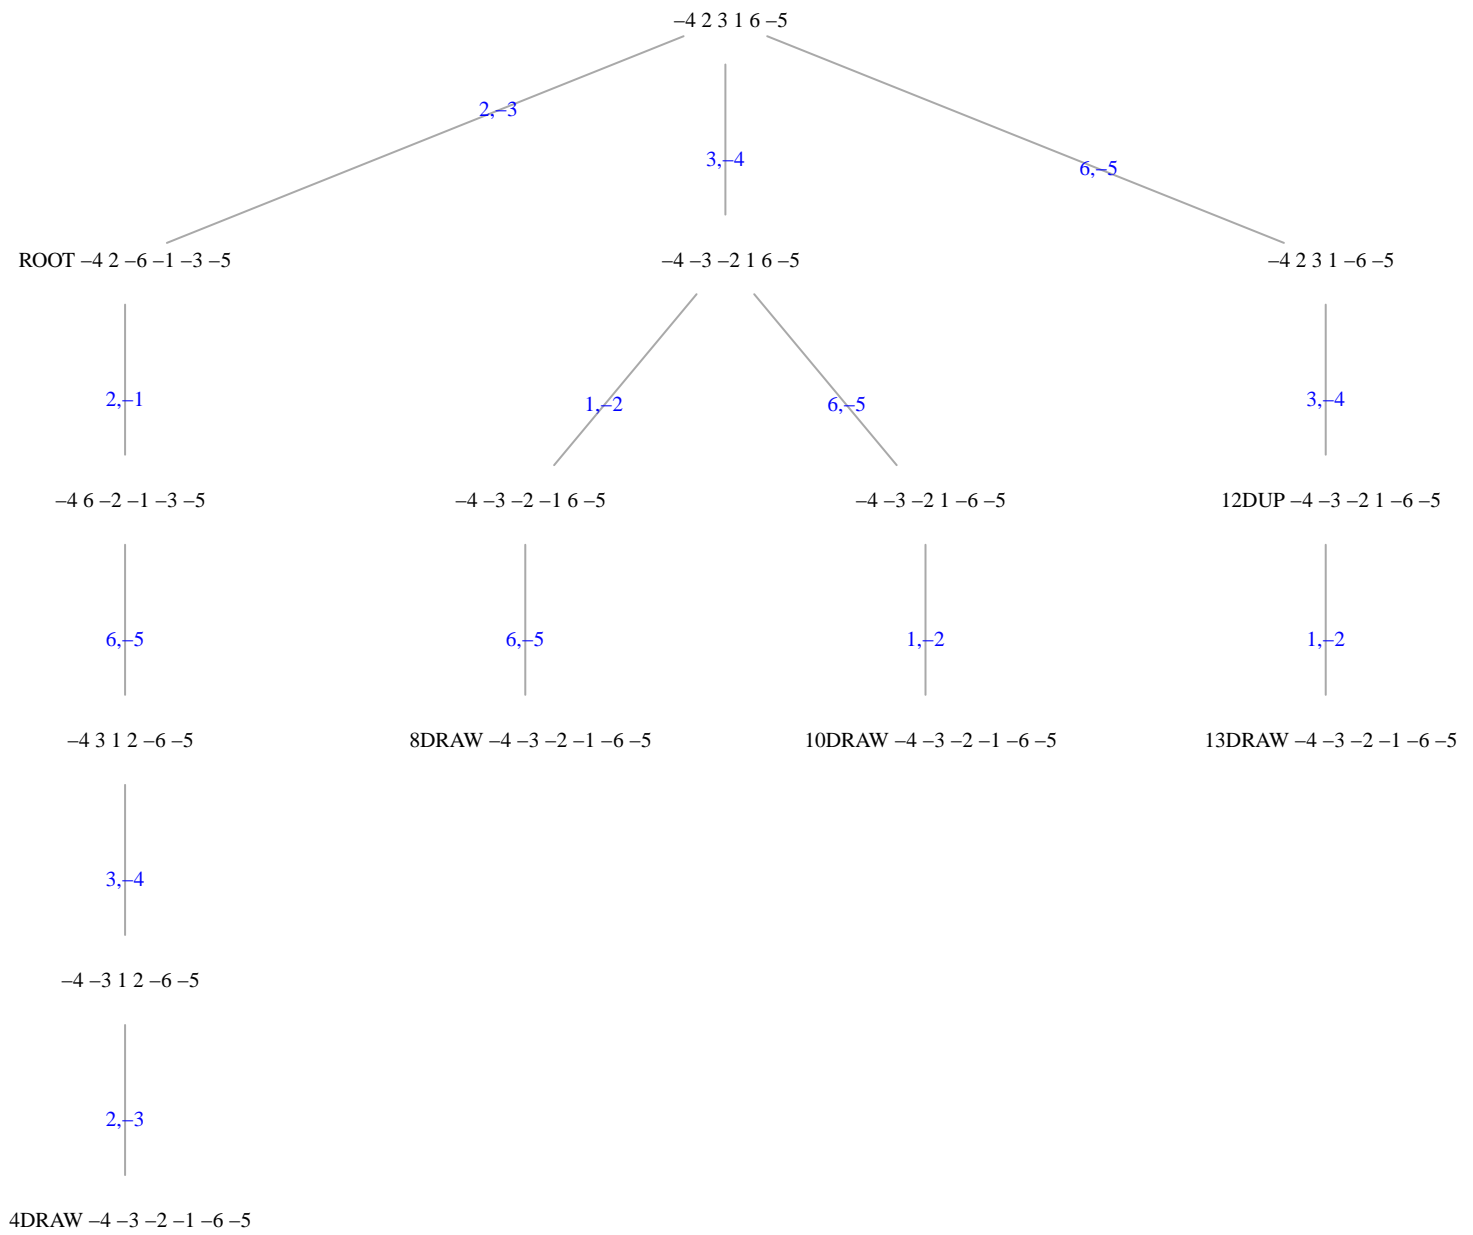 –4 2 3 1 6 –5
2,–3
3,–4
6,–5
ROOT –4 2 –6 –1 –3 –5
–4 –3 –2 1 6 –5
–4 2 3 1 –6 –5
2,–1
1,–2
6,–5
3,–4
–4 6 –2 –1 –3 –5
–4 –3 –2 –1 6 –5
–4 –3 –2 1 –6 –5
12DUP –4 –3 –2 1 –6 –5
6,–5
6,–5
1,–2
1,–2
–4 3 1 2 –6 –5
8DRAW –4 –3 –2 –1 –6 –5
10DRAW –4 –3 –2 –1 –6 –5
13DRAW –4 –3 –2 –1 –6 –5
3,–4
–4 –3 1 2 –6 –5
2,–3
4DRAW –4 –3 –2 –1 –6 –5